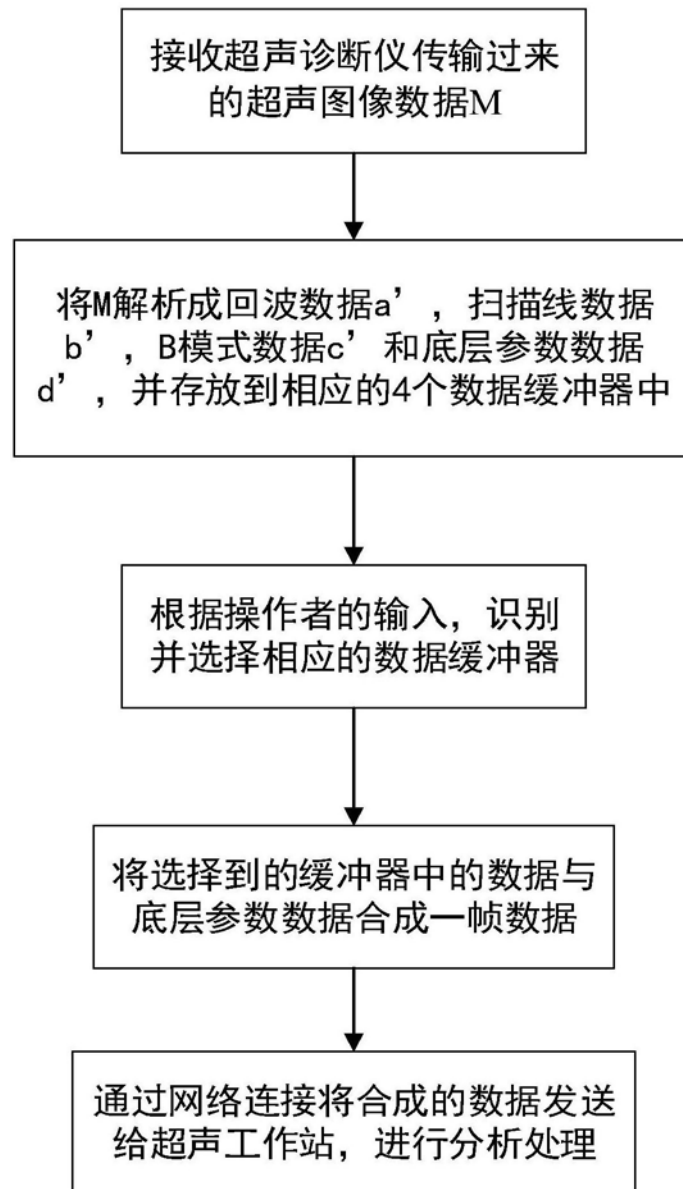 接收超声诊断仪传输过来
的超声图像数据M
将M解析成回波数据a’，扫描线数据
b’，B模式数据c’和底层参数数据
d’，并存放到相应的4个数据缓冲器中
根据操作者的输入，识别
并选择相应的数据缓冲器
将选择到的缓冲器中的数据与
底层参数数据合成一帧数据
通过网络连接将合成的数据发送
给超声工作站，进行分析处理